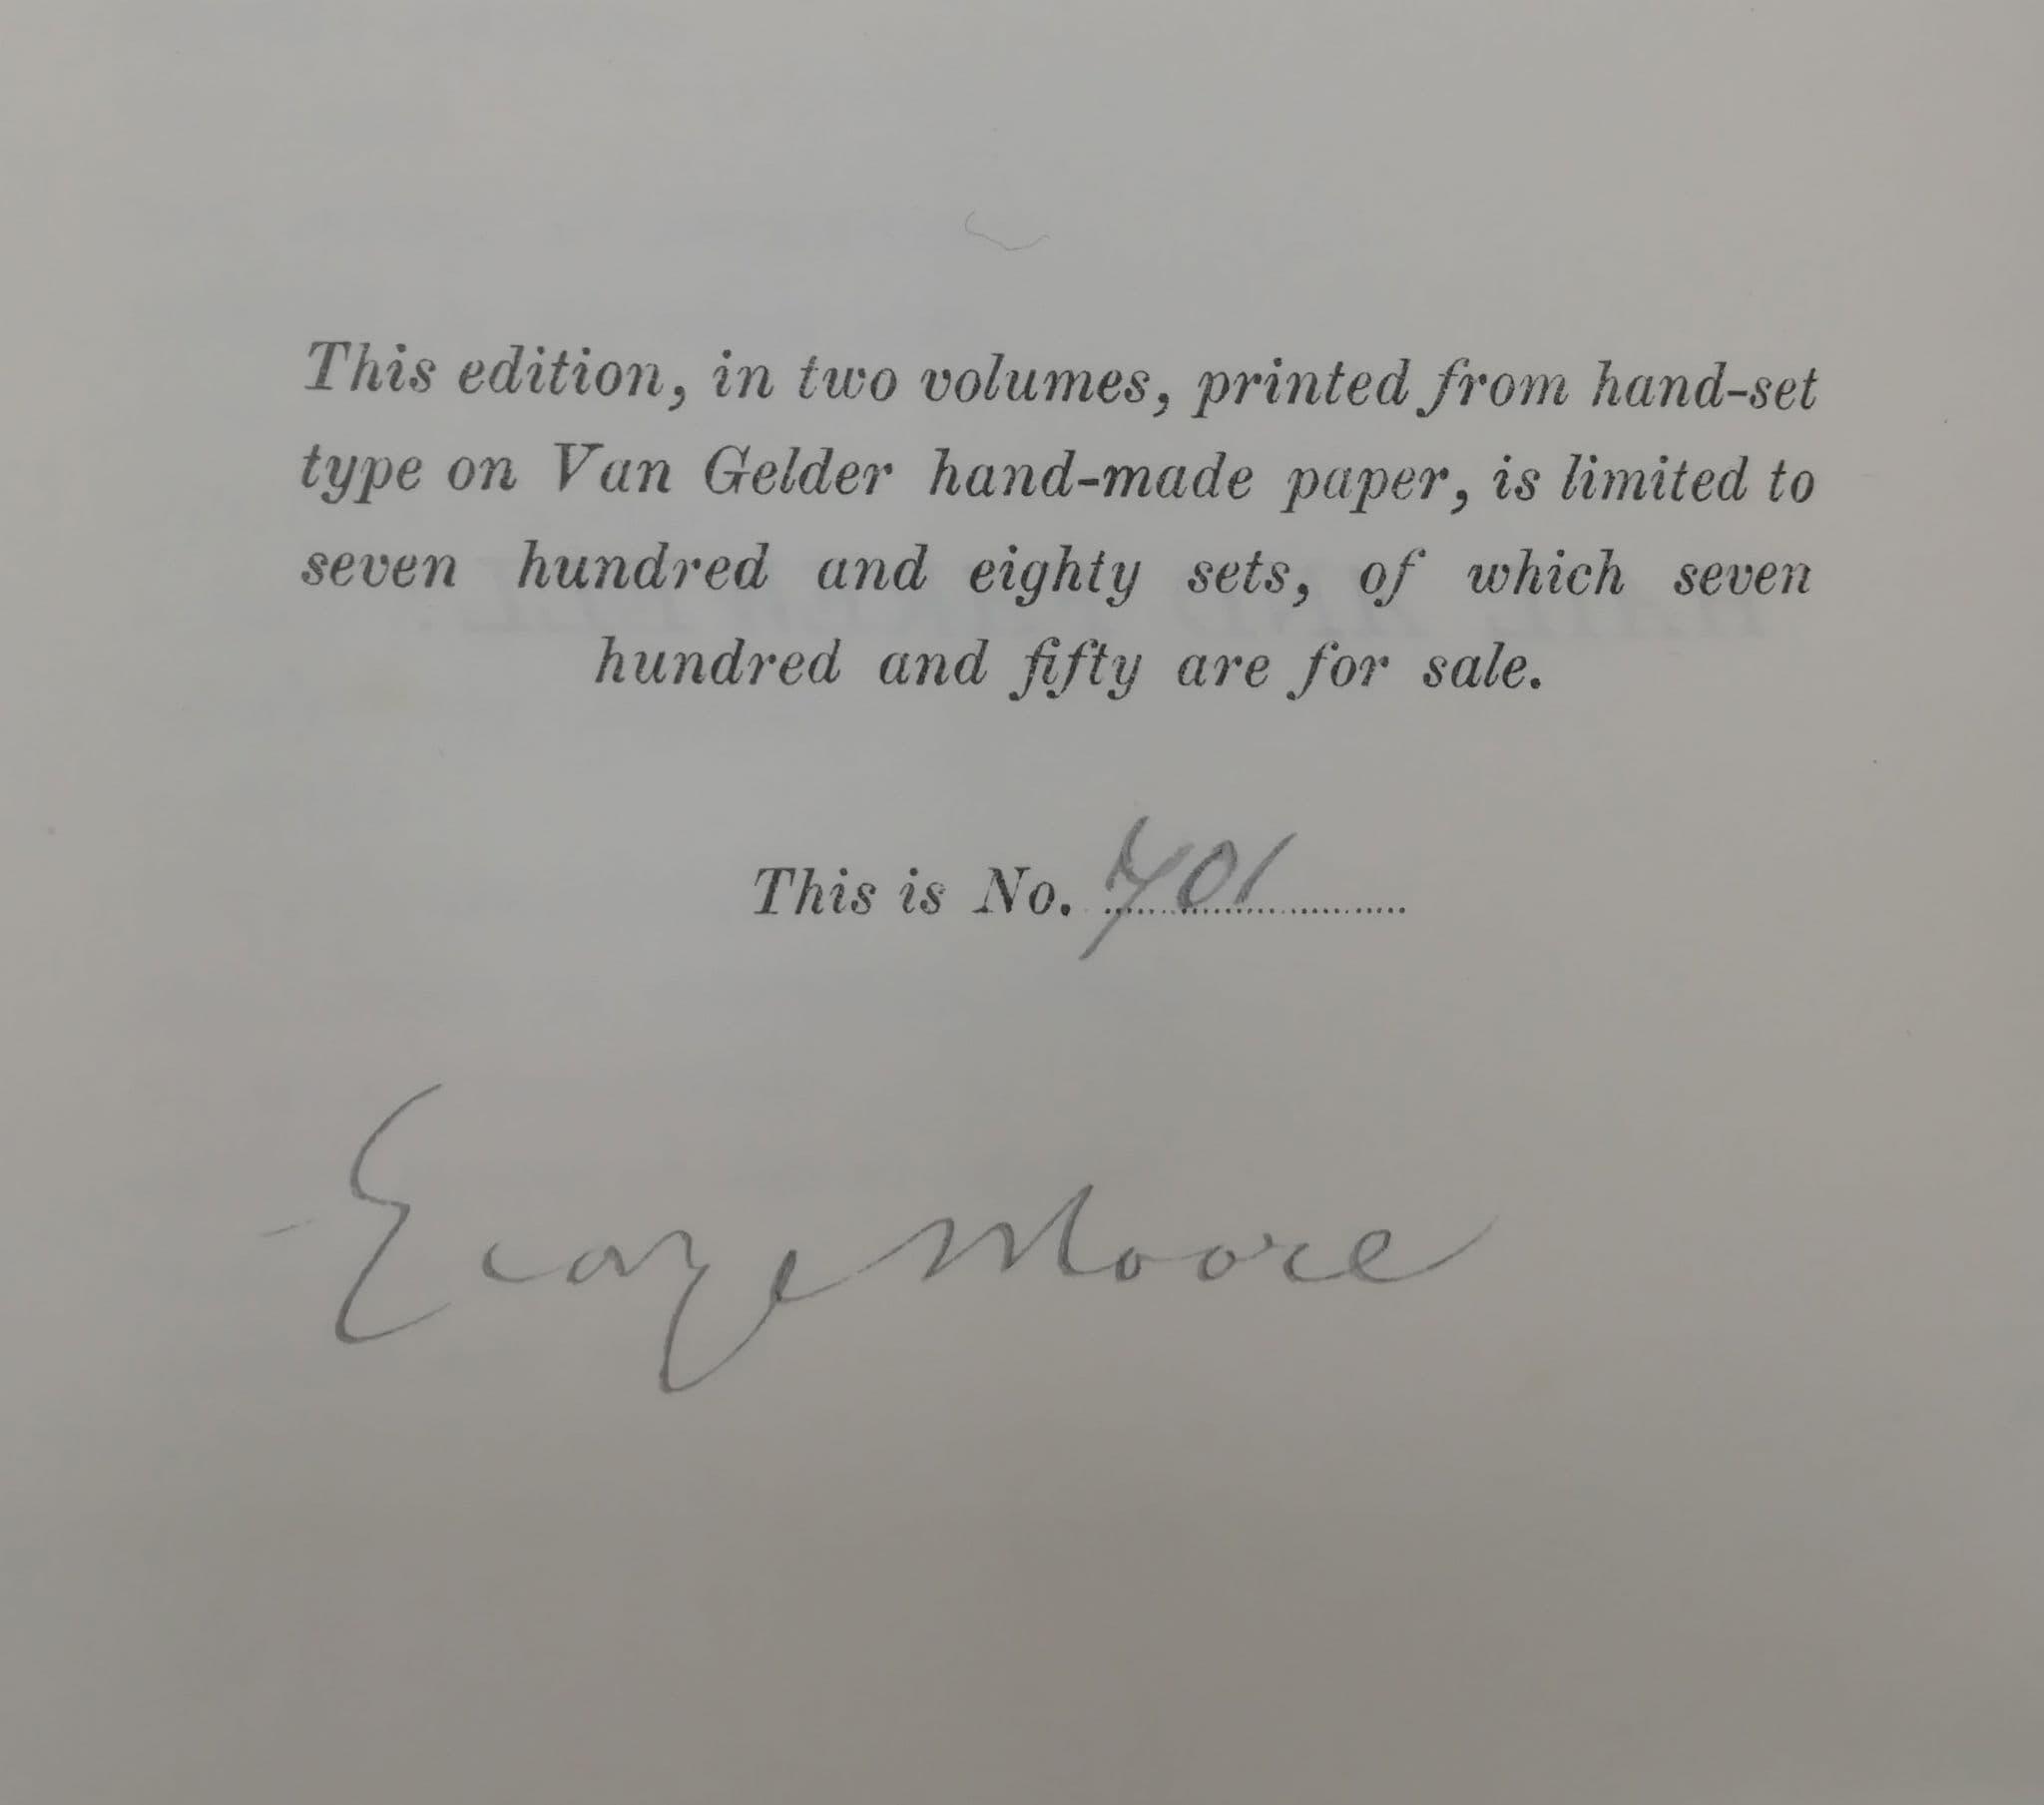 This edition, in two volumes, printed from hand-set
type on Van Gelder hand-made paper, is limited to
seven hundred and eighty sets, of which seven
hundred and fifty are for sale.
This is No. 701
George Moore